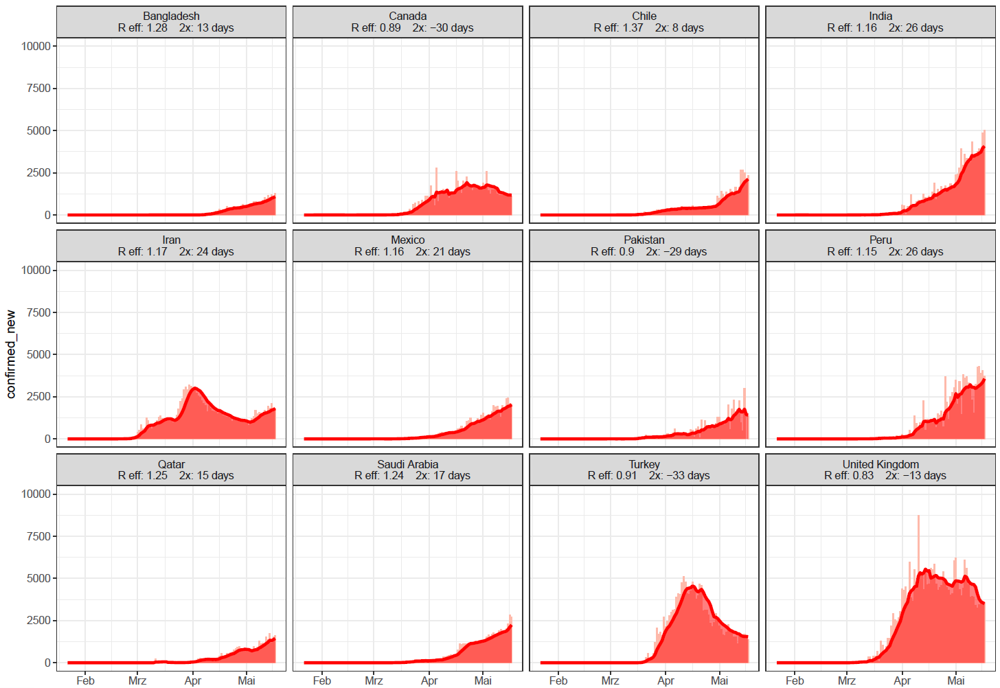 Bangladesh
R eff: 1.28    2x: 13 days
Canada
R eff: 0.89    2x: −30 days
Chile
R eff: 1.37    2x: 8 days
India
R eff: 1.16    2x: 26 days
10000
7500
5000
2500
0
Iran
R eff: 1.17    2x: 24 days
Mexico
R eff: 1.16    2x: 21 days
Pakistan
R eff: 0.9    2x: −29 days
Peru
R eff: 1.15    2x: 26 days
10000
7500
5000
2500
0
confirmed_new
Qatar
R eff: 1.25    2x: 15 days
Saudi Arabia
R eff: 1.24    2x: 17 days
Turkey
R eff: 0.91    2x: −33 days
United Kingdom
R eff: 0.83    2x: −13 days
10000
7500
5000
2500
0
Feb Mrz Apr Mai Feb Mrz Apr Mai Feb Mrz Apr Mai Feb Mrz Apr Mai